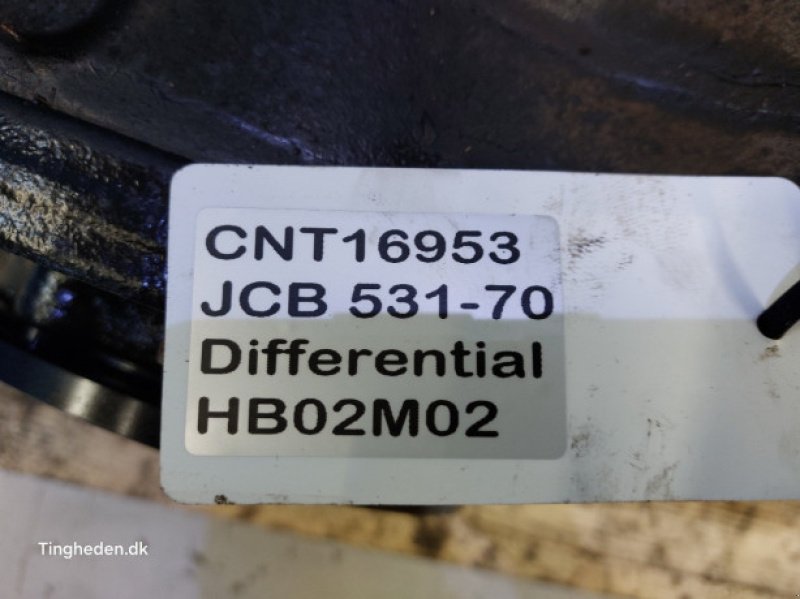 CNT16953
JCB 531-70
Differential
HB02M02
Tingheden.dk